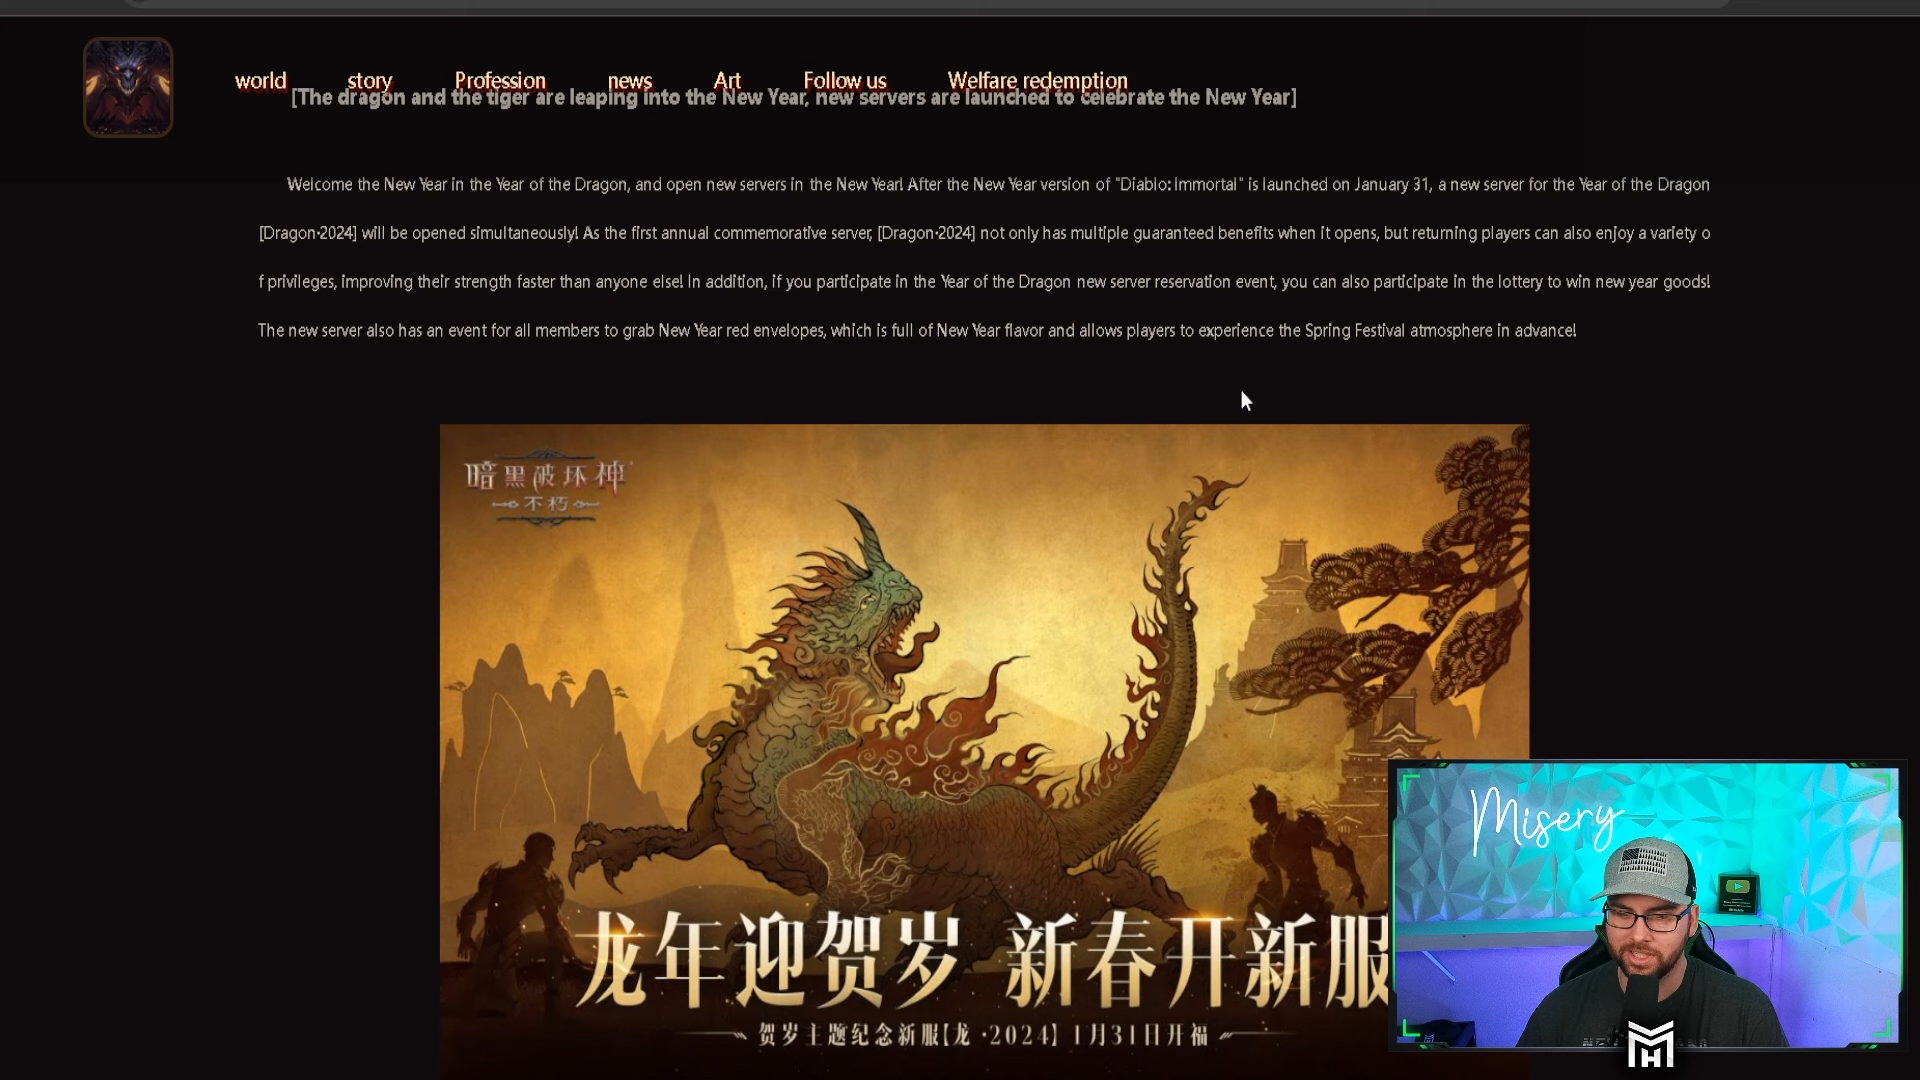 world story Profession news Art Follow us Welfare redemption
[The dragon and the tiger are leaping into the New Year, new servers are launched to celebrate the New Year]
Welcome the New Year in the Year of the Dragon, and open new servers in the New Year! After the New Year version of "Diablo: Immortal" is launched on January 31, a new server for the Year of the Dragon
[Dragon·2024] will be opened simultaneously! As the first annual commemorative server, [Dragon·2024] not only has multiple guaranteed benefits when it opens, but returning players can also enjoy a variety o
f privileges, improving their strength faster than anyone else! In addition, if you participate in the Year of the Dragon new server reservation event, you can also participate in the lottery to win new year goods!
The new server also has an event for all members to grab New Year red envelopes, which is full of New Year flavor and allows players to experience the Spring Festival atmosphere in advance!
暗黑破坏神
不朽
龙年迎贺岁 新春开新服
贺岁主题纪念新服【龙·2024】1月31日开福
Misery